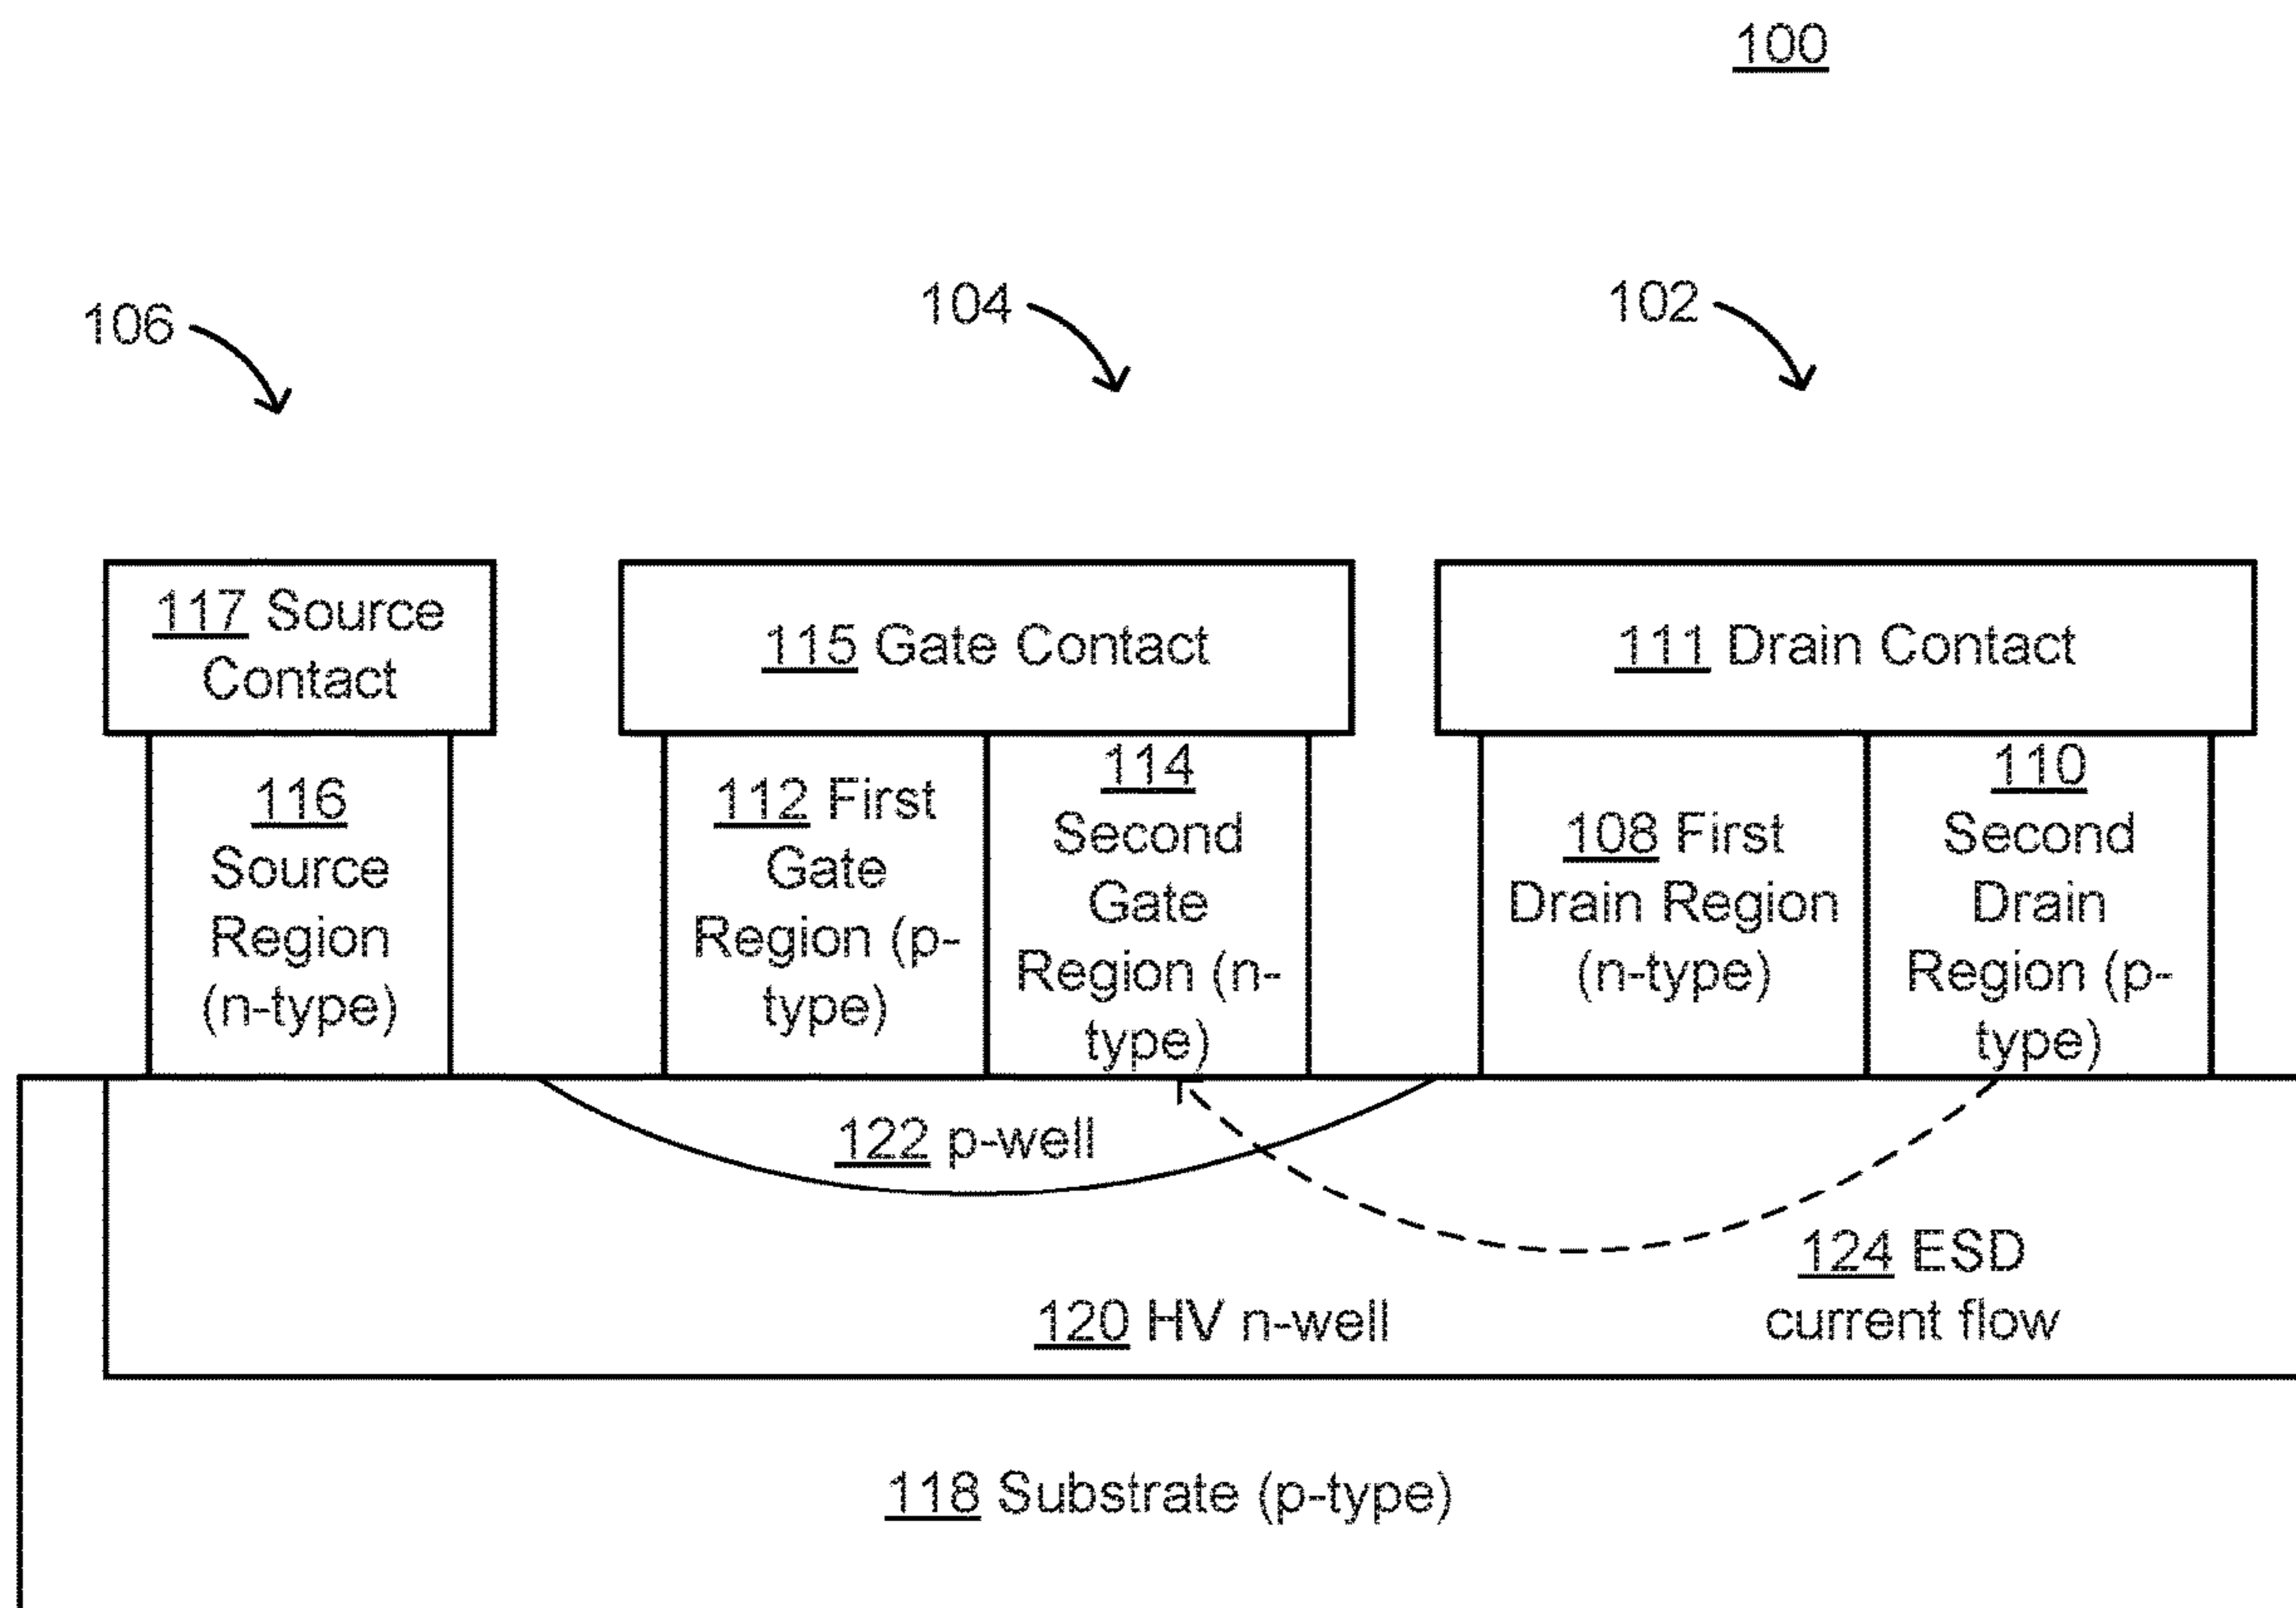 100
106
104
102
117 Source
Contact
115 Gate Contact
111 Drain Contact
116
Source
Region
(n-type)
112 First
Gate
Region (p-
type)
114
Second
Gate
Region (n-
type)
108 First
Drain Region
(n-type)
110
Second
Drain
Region (p-
type)
122 p-well
124 ESD
current flow
120 HV n-well
118 Substrate (p-type)